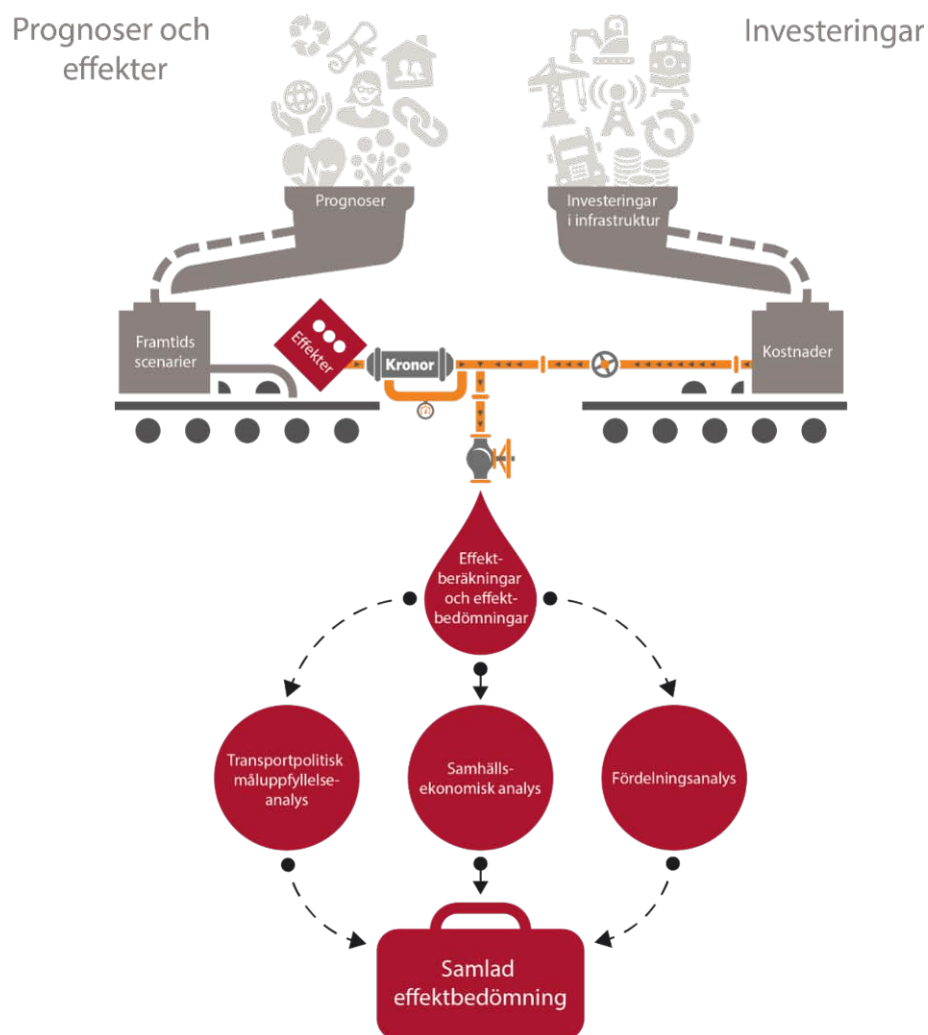 Prognoser och
effekter
Investeringar
Prognoser
Investeringar
i infrastruktur
Framtids
scenarier
Effekter
Kronor
Kostnader
Effekt-
beräkningar
och effekt-
bedömningar
Transportpolitisk
måluppfyllelse-
analys
Samhälls-
ekonomisk analys
Fördelningsanalys
Samlad
effektbedömning